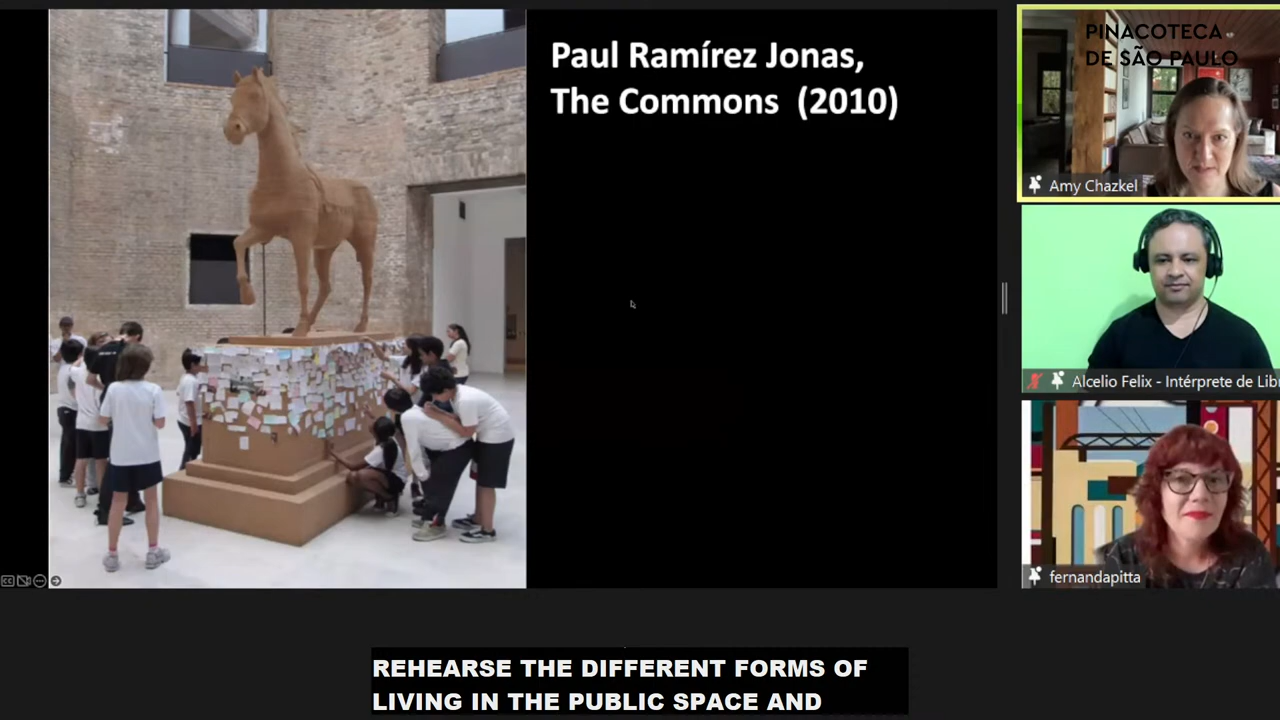 Paul Ramírez Jonas,
The Commons (2010)
PINACOTECA
DE SÃO PAULO
Amy Chazkel
Alcelio Felix - Intérprete de Libr
fernandapitta
REHEARSE THE DIFFERENT FORMS OF
LIVING IN THE PUBLIC SPACE AND